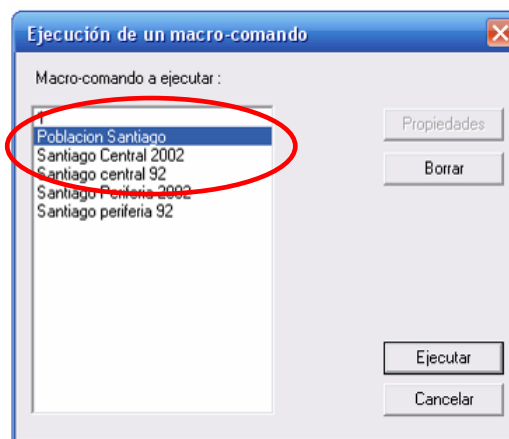 Ejecución de un macro-comando
Macro-comando a ejecutar :
1
Poblacion Santiago
Santiago Central 2002
Santiago central 92
Santiago Periferia 2002
Santiago periferia 92
Propiedades
Borrar
Ejecutar
Cancelar